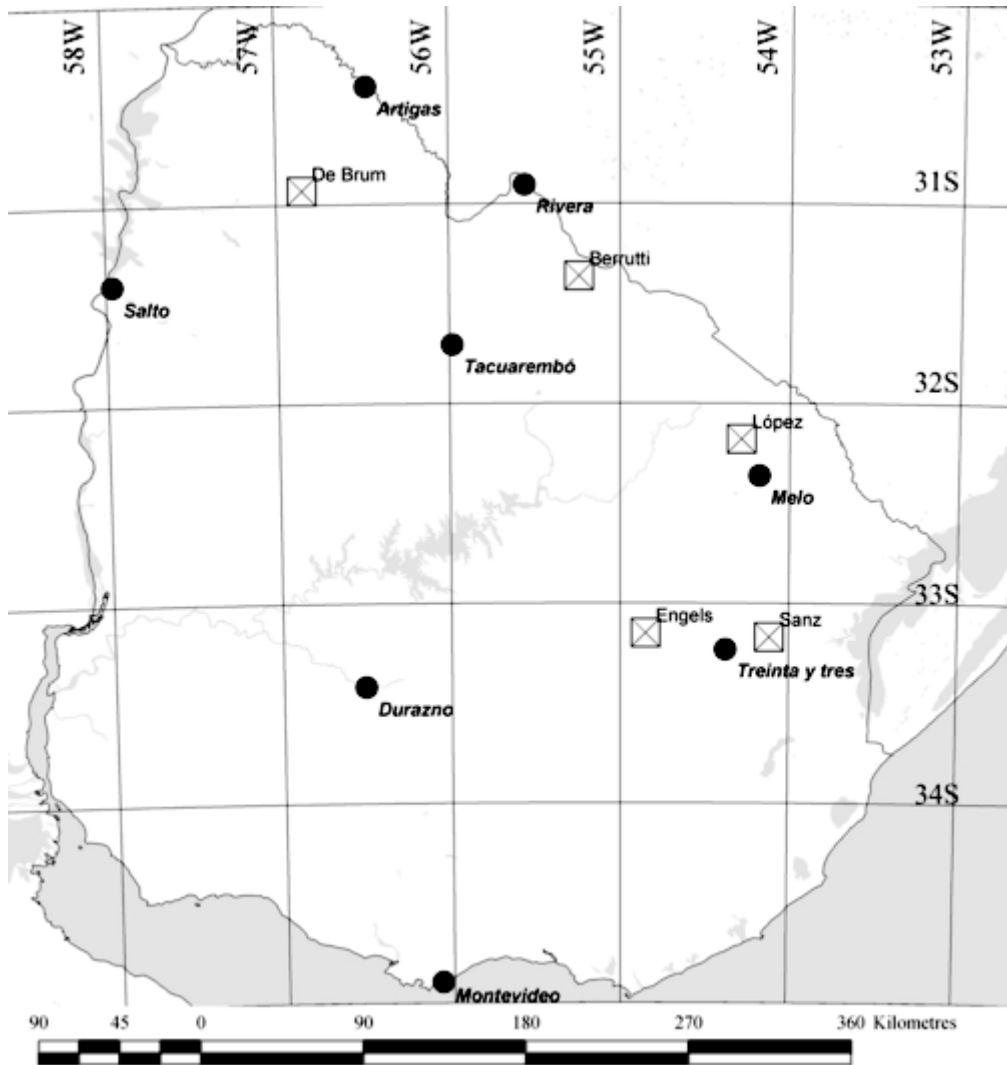 58W
57W
56W
55W
54W
53W
Artigas
De Brum
31S
Rivera
Berrutti
Salto
Tacuarembó
32S
López
Melo
33S
Engels
Sanz
Treinta y tres
Durazno
34S
Montevideo
90 45 0 90 180 270 360 Kilometres